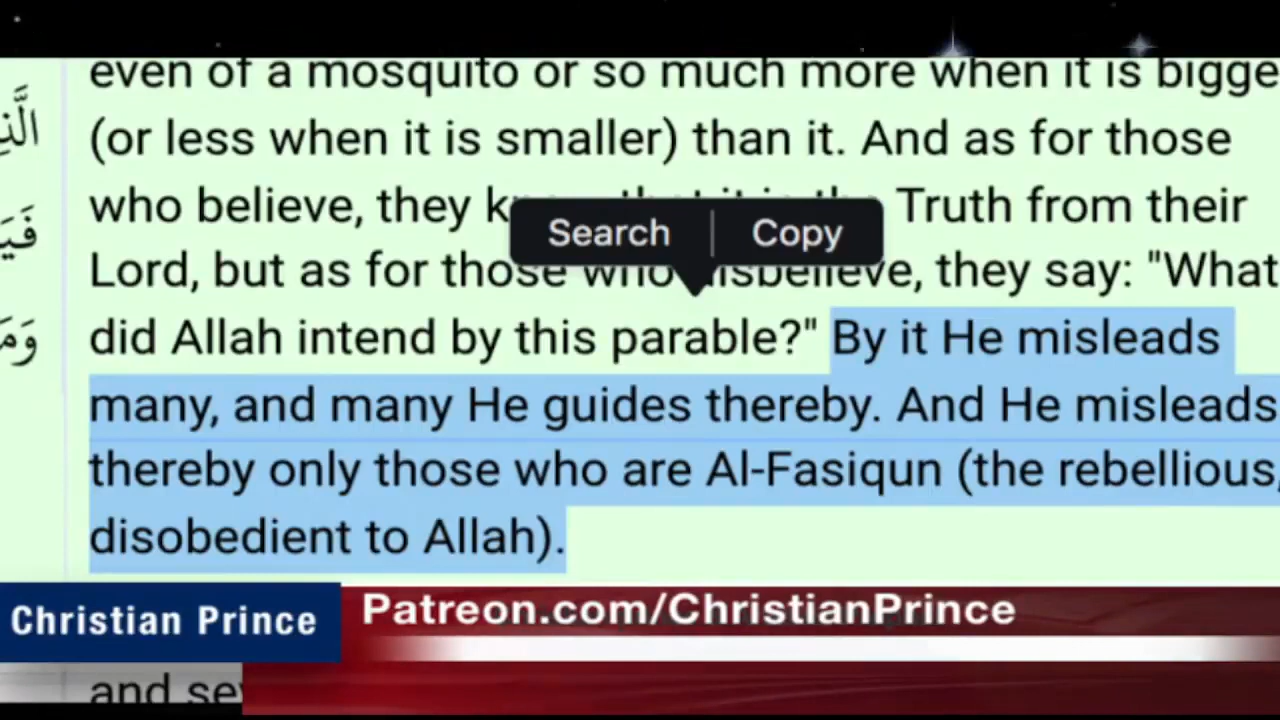 even of a mosquito or so much more when it is bigge
(or less when it is smaller) than it. And as for those
who believe, they Truth from their
Search Copy
Lord, but as for those who disbelieve, they say: "What
did Allah intend by this parable?" By it He misleads
many, and many He guides thereby. And He misleads
thereby only those who are Al-Fasiqun (the rebellious,
disobedient to Allah).
Christian Prince
Patreon.com/ChristianPrince
and